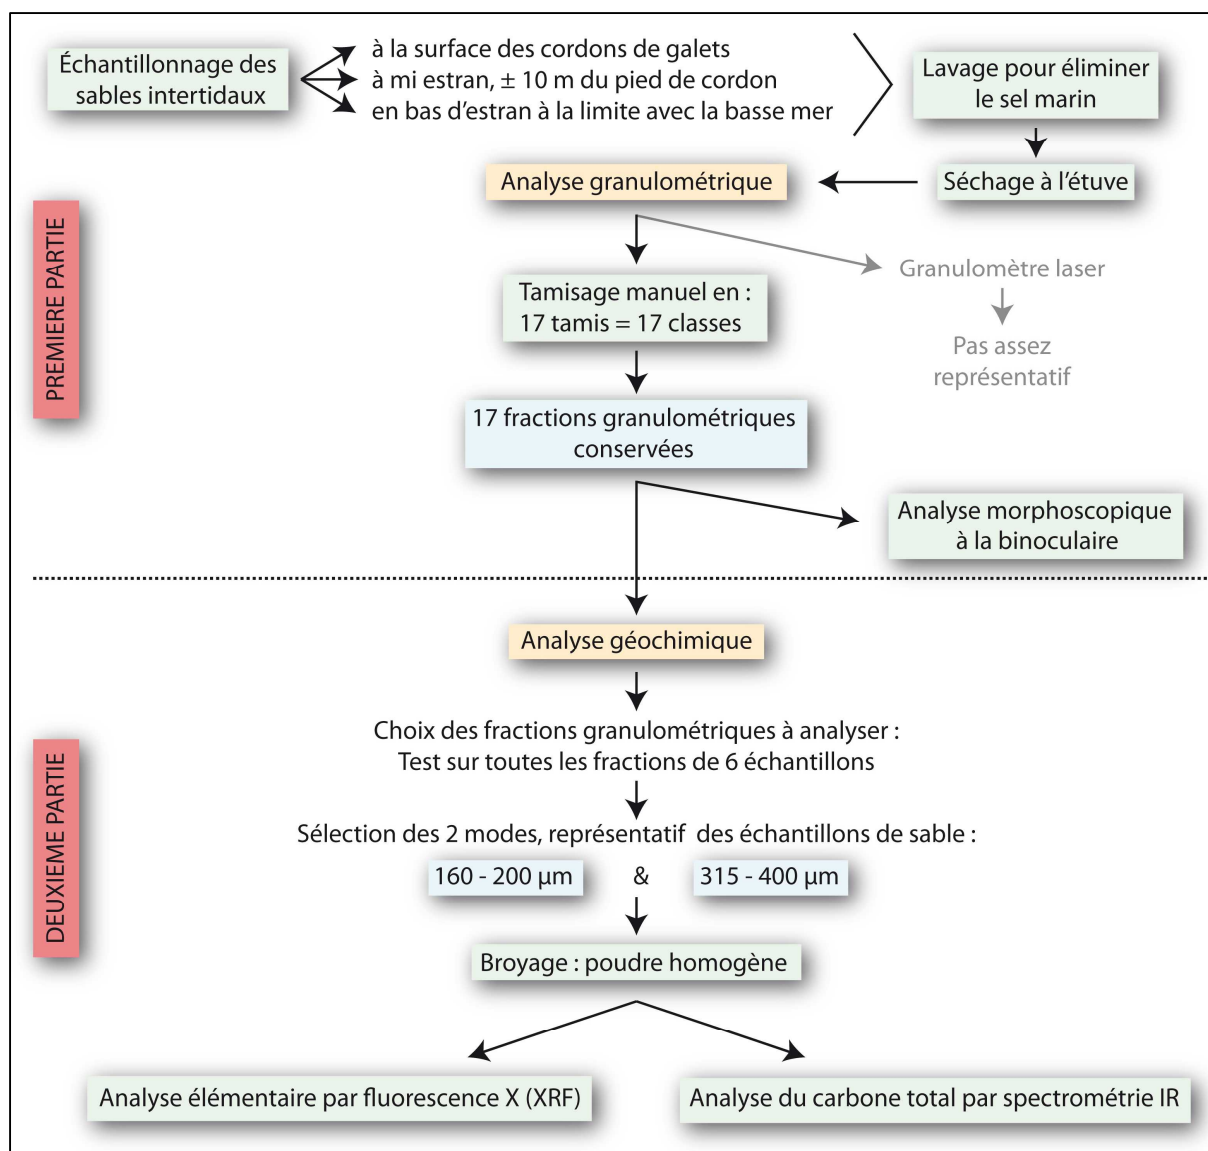 Échantillonnage des
sables intertidaux
à la surface des cordons de galets
à mi estran, ± 10 m du pied de cordon
en bas d'estran à la limite avec la basse mer
Lavage pour éliminer
le sel marin
Séchage à l'étuve
Analyse granulométrique
PREMIERE PARTIE
Granulomètre laser
Tamisage manuel en :
17 tamis = 17 classes
Pas assez
représentatif
17 fractions granulométriques
conservées
Analyse morphoscopique
à la binoculaire
Analyse géochimique
DEUXIEME PARTIE
Choix des fractions granulométriques à analyser :
Test sur toutes les fractions de 6 échantillons
Sélection des 2 modes, représentatif des échantillons de sable :
160 - 200 µm & 315 - 400 µm
Broyage : poudre homogène
Analyse élémentaire par fluorescence X (XRF)
Analyse du carbone total par spectrométrie IR